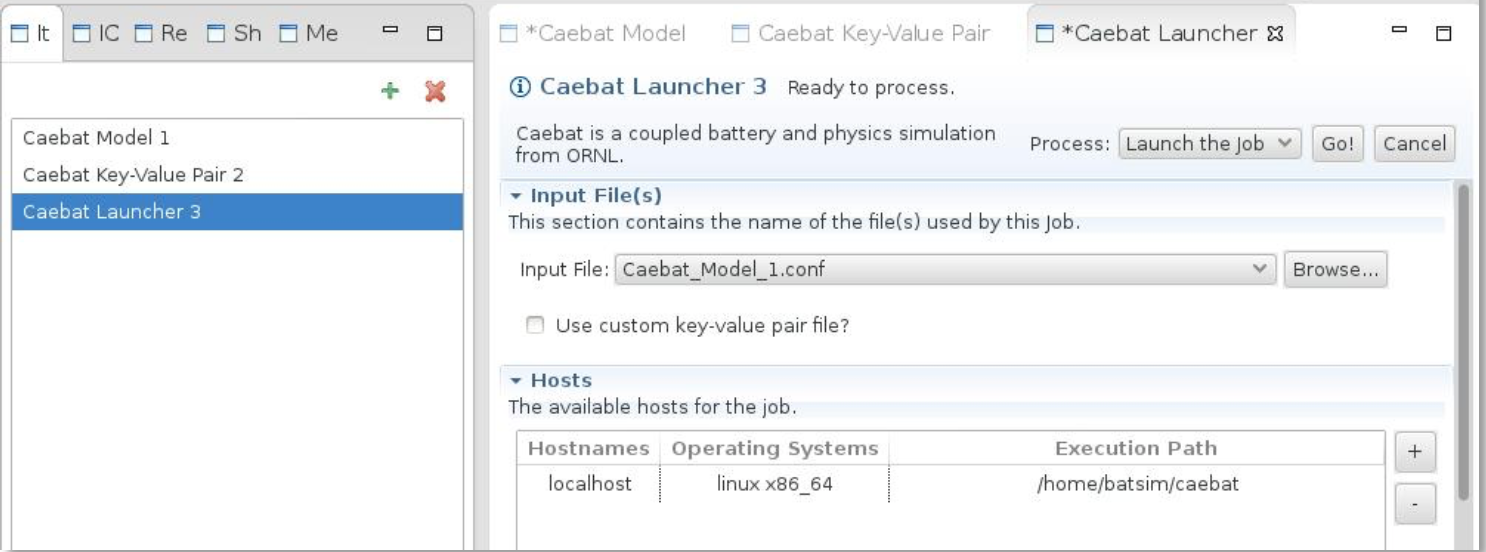 It IC Re Sh Me
Caebat Model 1
Caebat Key-Value Pair 2
Caebat Launcher 3
*Caebat Model Caebat Key-Value Pair *Caebat Launcher
Caebat Launcher 3 Ready to process.
Caebat is a coupled battery and physics simulation
from ORNL.
Process: Launch the Job Go! Cancel
Input File(s)
This section contains the name of the file(s) used by this Job.
Input File: Caebat_Model_1.conf Browse...
Use custom key-value pair file?
Hosts
The available hosts for the job.
Hostnames Operating Systems Execution Path
localhost linux x86_64 /home/batsim/caebat
+
-